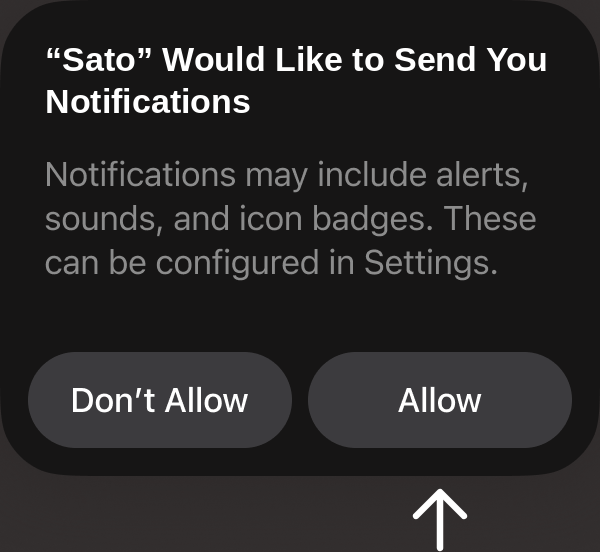 “Sato” Would Like to Send You
Notifications
Notifications may include alerts,
sounds, and icon badges. These
can be configured in Settings.
Don’t Allow
Allow